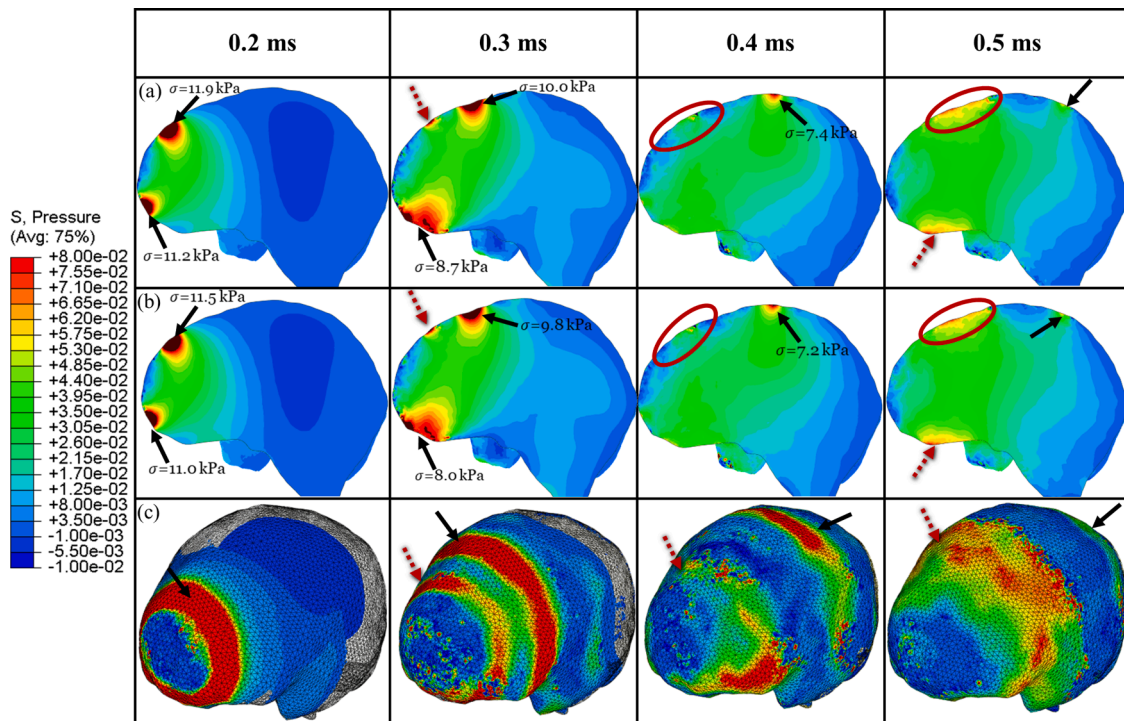 0.2 ms
0.3 ms
0.4 ms
0.5 ms
(a)
σ=11.9 kPa
σ=10.0 kPa
σ=7.4 kPa
σ=11.2 kPa
σ=8.7 kPa
S, Pressure
(Avg: 75%)
+8.00e-02
+7.55e-02
+7.10e-02
+6.65e-02
+6.20e-02
+5.75e-02
+5.30e-02
+4.85e-02
+4.40e-02
+3.95e-02
+3.50e-02
+3.05e-02
+2.60e-02
+2.15e-02
+1.70e-02
+1.25e-02
+8.00e-03
+3.50e-03
-1.00e-03
-5.50e-03
-1.00e-02
(b)
σ=11.5 kPa
σ=9.8 kPa
σ=7.2 kPa
σ=11.0 kPa
σ=8.0 kPa
(c)